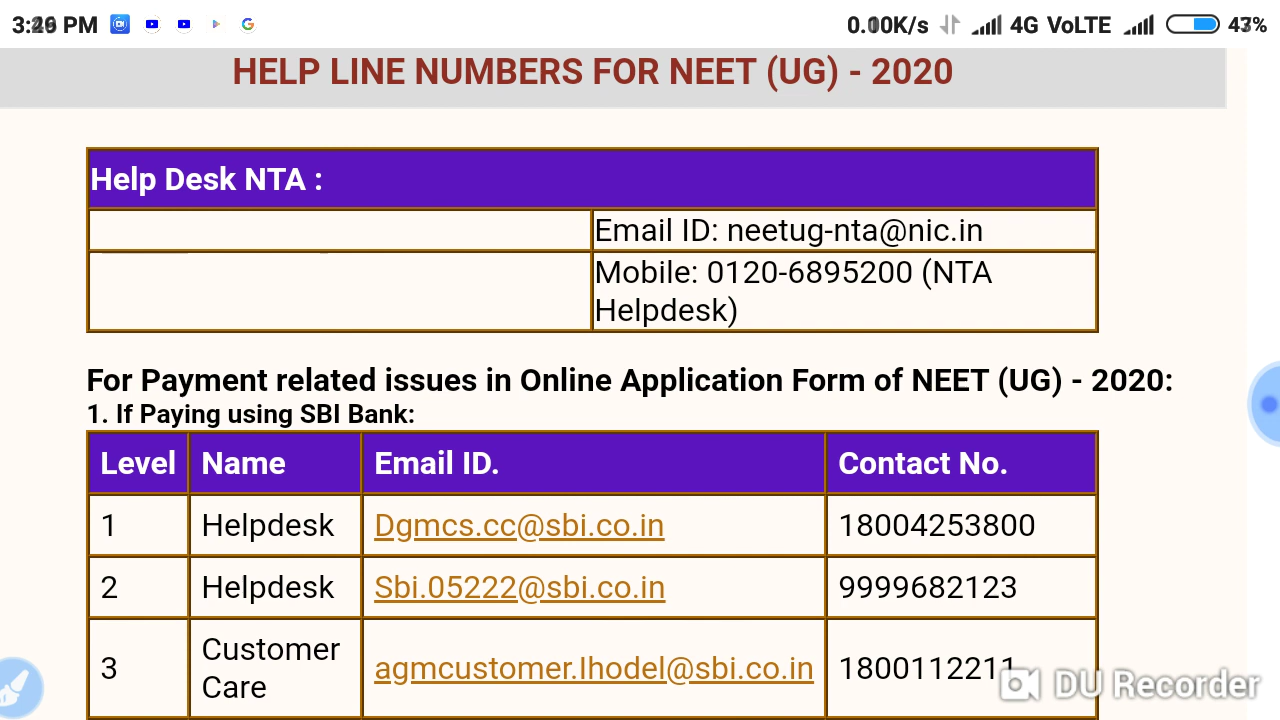 PM
0.00K/s 4G VoLTE
HELP LINE NUMBERS FOR NEET (UG) - 2020
Help Desk NTA :
Email ID: neetug-nta@nic.in
Mobile: 0120-6895200 (NTA
Helpdesk)
For Payment related issues in Online Application Form of NEET (UG) - 2020:
1. If Paying using SBI Bank:
Level Name Email ID. Contact No.
1 Helpdesk Dgmcs.cc@sbi.co.in 18004253800
2 Helpdesk Sbi.05222@sbi.co.in 9999682123
3 Customer Care agmcustomer.lhodel@sbi.co.in 1800112211
DU Recorder